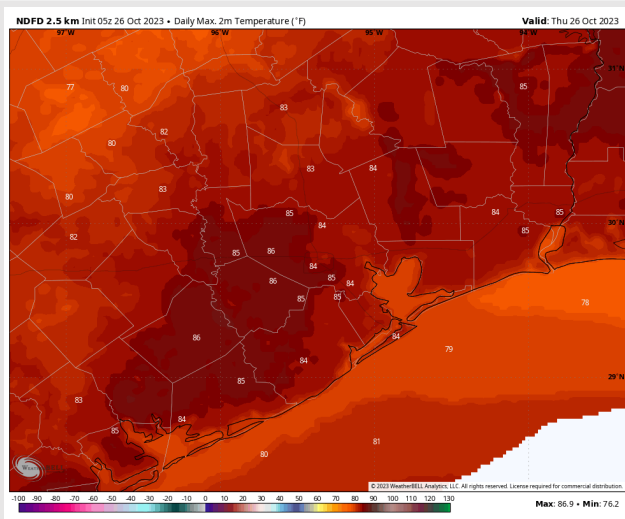 NDFD 2.5 km Init 05z 26 Oct 2023 • Daily Max. 2m Temperature (°F) Valid: Thu 26 Oct 2023
97°W 96°W 95°W 94°W
31°N
77 80 83 85
82
80
83 84
83
80
85 84 85
30°N
84
85
82
85 86
84
86 85 84
85 85
78
86 84
79
84
29°N
85
83
84
85
80 81
© 2023 WeatherBELL Analytics, LLC. All rights reserved. License required for commercial distribution.
-100 -90 -80 -70 -60 -50 -40 -30 -20 -10 0 10 20 30 40 50 60 70 80 90 100 110 120 130
Max: 86.9 • Min: 76.2